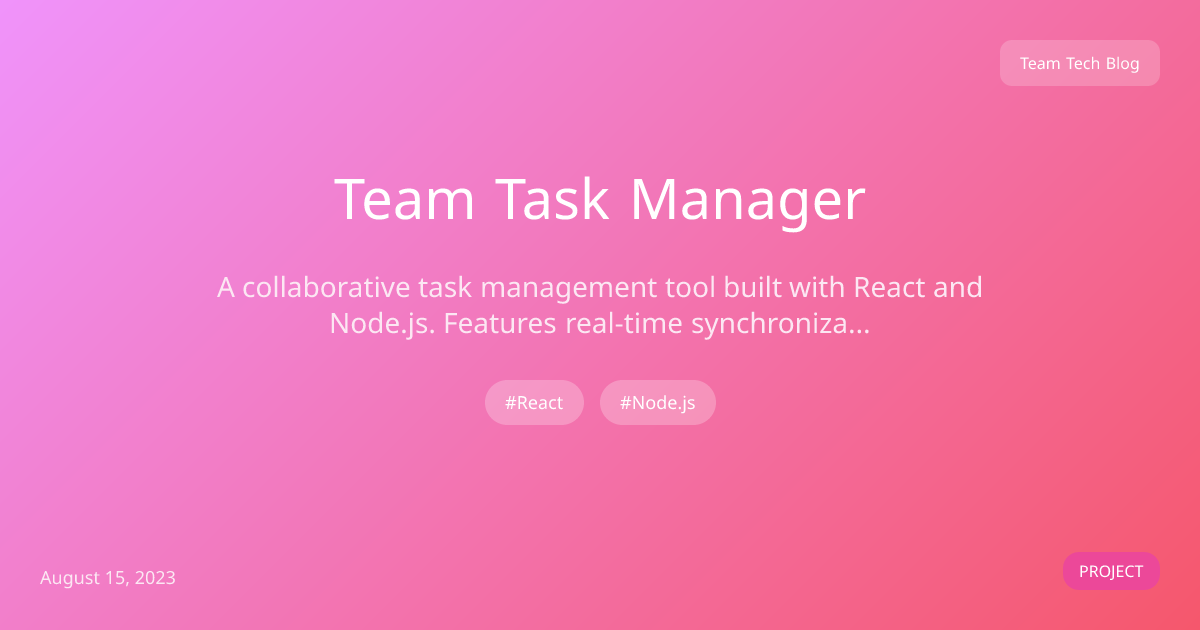 Team Tech Blog
Team Task Manager
A collaborative task management tool built with React and
Node.js. Features real-time synchroniza...
#React #Node.js
August 15, 2023
PROJECT